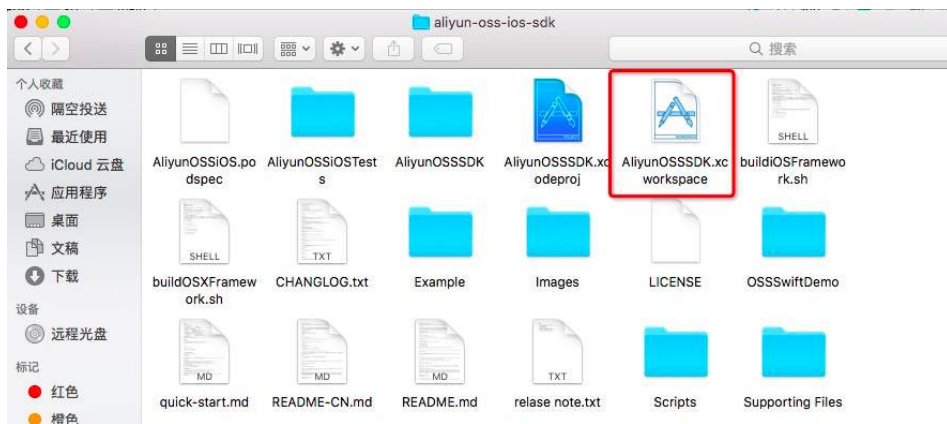 aliyun-oss-ios-sdk
搜索
个人收藏
隔空投送
最近使用
iCloud 云盘
应用程序
桌面
文稿
下载
设备
远程光盘
标记
红色
橙色
AliyunOSSiOS.po
dspec
AliyunOSSiOSTest
s
AliyunOSSSDK
AliyunOSSSDK.xc
odeproj
AliyunOSSSDK.xc
workspace
SHELL
buildiOSFramewo
rk.sh
SHELL
buildOSXFramew
ork.sh
TXT
CHANGLOG.txt
Example
Images
LICENSE
OSSSwiftDemo
MD
quick-start.md
MD
README-CN.md
MD
README.md
TXT
relase note.txt
Scripts
Supporting Files